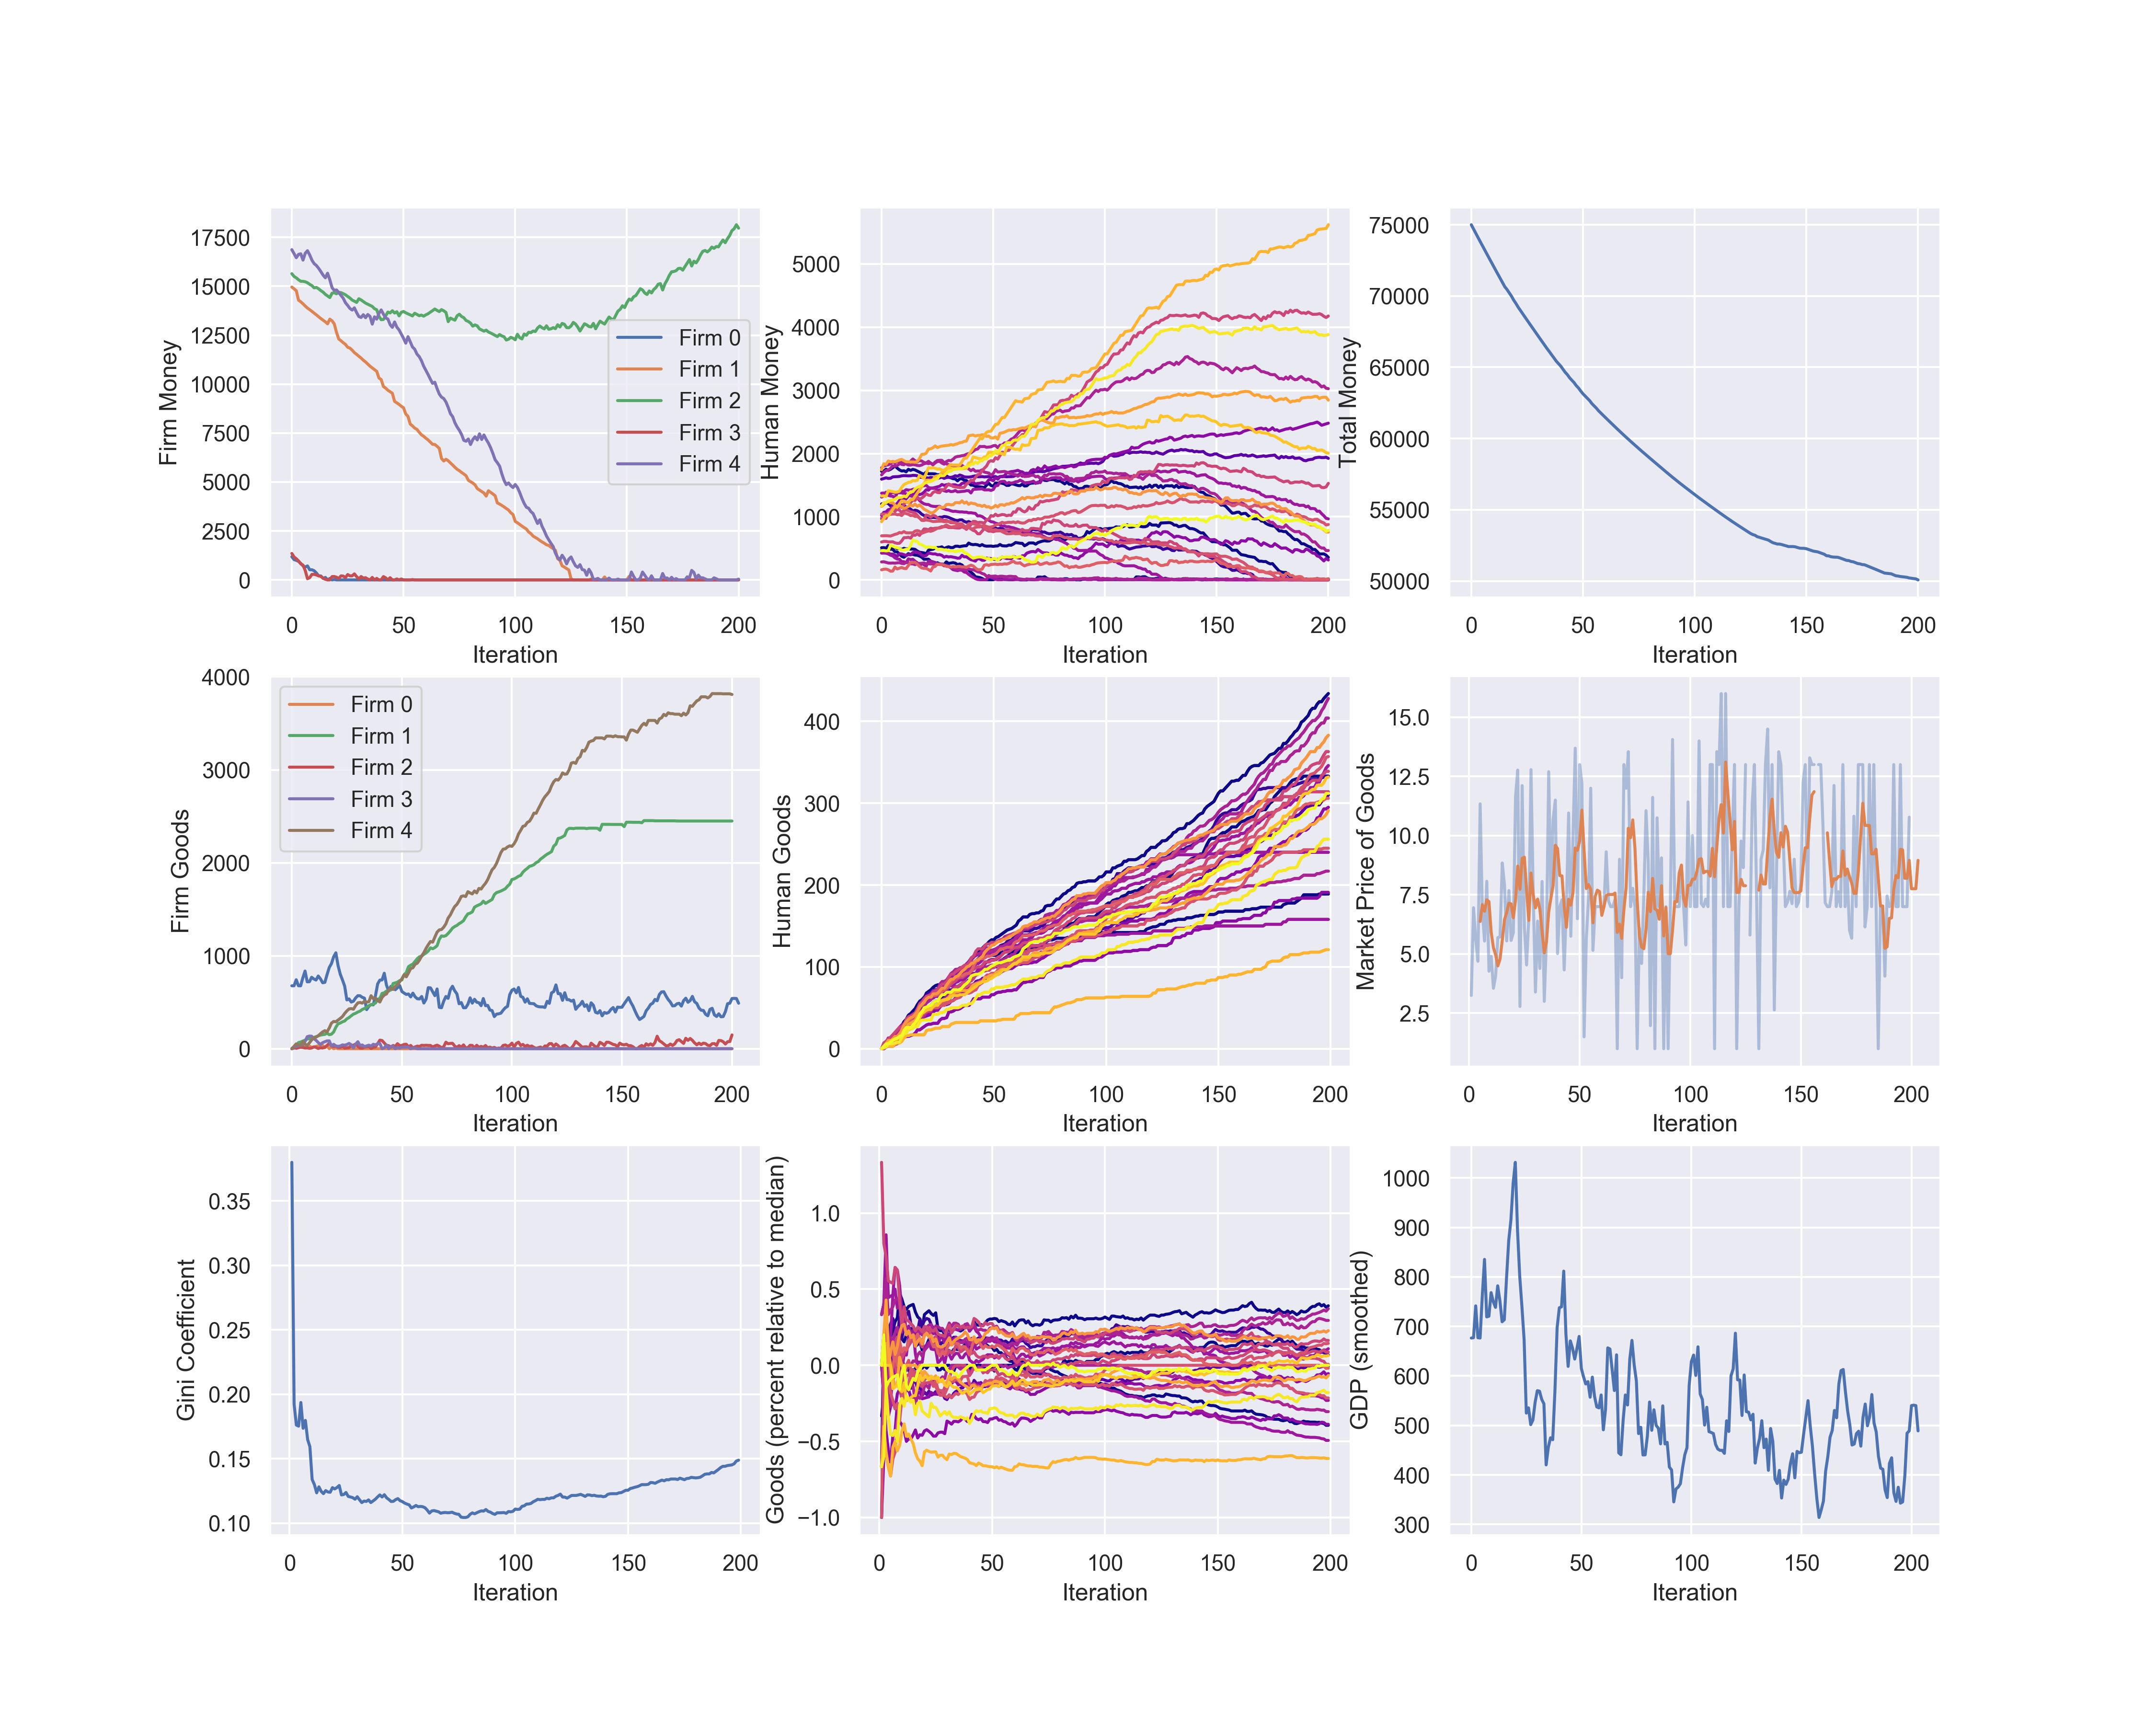 Firm Money
17500
15000
12500
10000
7500
5000
2500
0
Firm 0
Firm 1
Firm 2
Firm 3
Firm 4
0 50 100 150 200
Iteration
Human Money
5000
4000
3000
2000
1000
0
0 50 100 150 200
Iteration
Total Money
75000
70000
65000
60000
55000
50000
0 50 100 150 200
Iteration
Firm Goods
4000
3000
2000
1000
0
Firm 0
Firm 1
Firm 2
Firm 3
Firm 4
0 50 100 150 200
Iteration
Human Goods
400
300
200
100
0
0 50 100 150 200
Iteration
Market Price of Goods
15.0
12.5
10.0
7.5
5.0
2.5
0 50 100 150 200
Iteration
Gini Coefficient
0.35
0.30
0.25
0.20
0.15
0.10
0 50 100 150 200
Iteration
Goods (percent relative to median)
1.0
0.5
0.0
−0.5
−1.0
0 50 100 150 200
Iteration
GDP (smoothed)
1000
900
800
700
600
500
400
300
0 50 100 150 200
Iteration